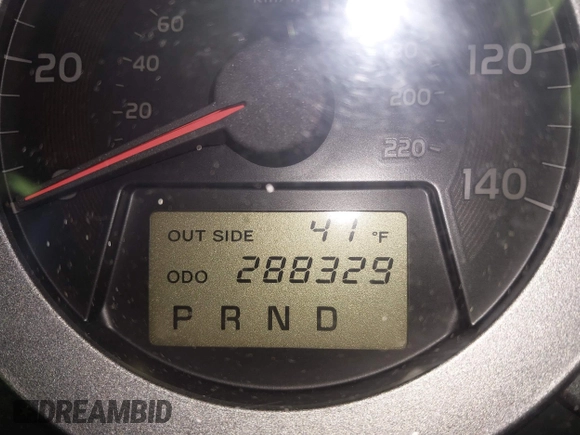 60
20 40 120
20 200
220 140
OUT SIDE 41 °F
ODO 288329
P R N D
DREAMBID